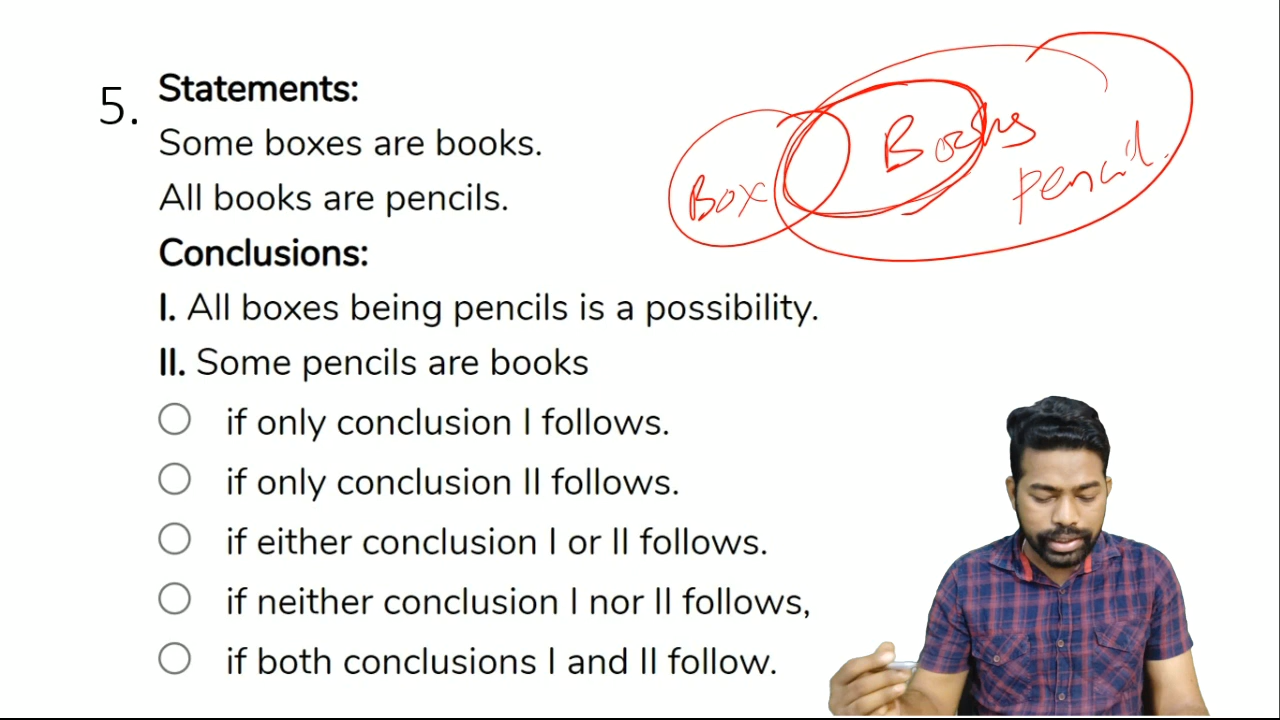 5. Statements:
Some boxes are books.
All books are pencils.
Conclusions:
I. All boxes being pencils is a possibility.
II. Some pencils are books
if only conclusion I follows.
if only conclusion II follows.
if either conclusion I or II follows.
if neither conclusion I nor II follows,
if both conclusions I and II follow.
Box
Books
pencil.